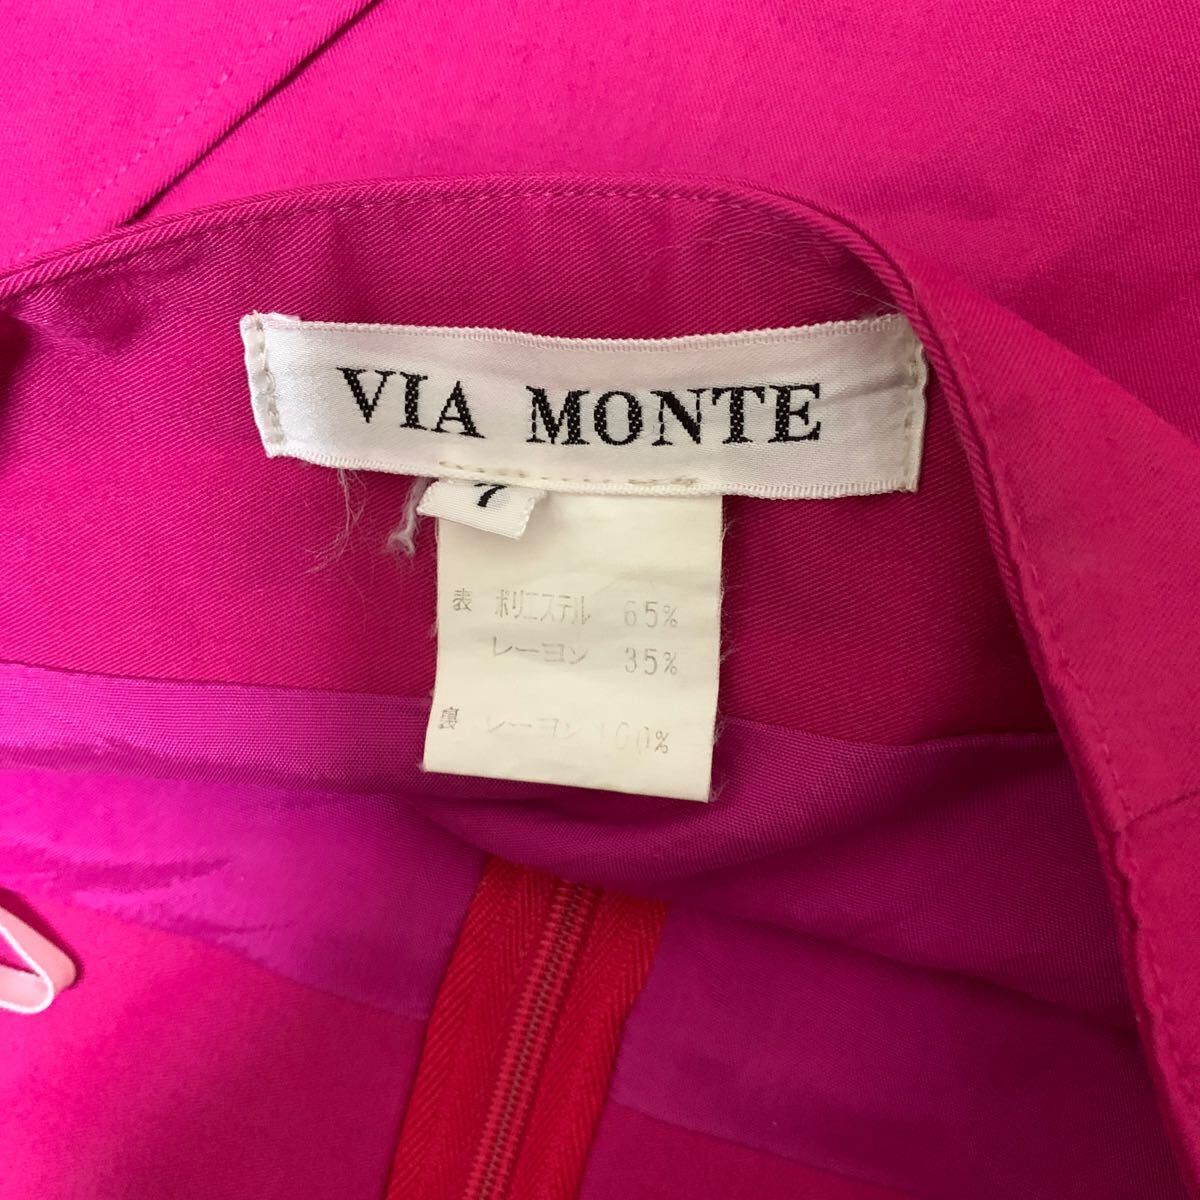 VIA MONTE
7
表 ポリエステル 65%
レーヨン 35%
裏 レーヨン 100%